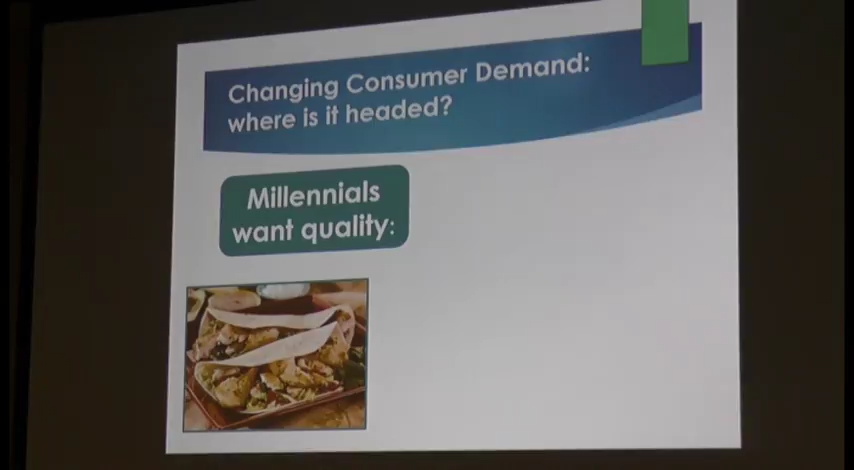 Changing Consumer Demand:
where is it headed?
Millennials
want quality: